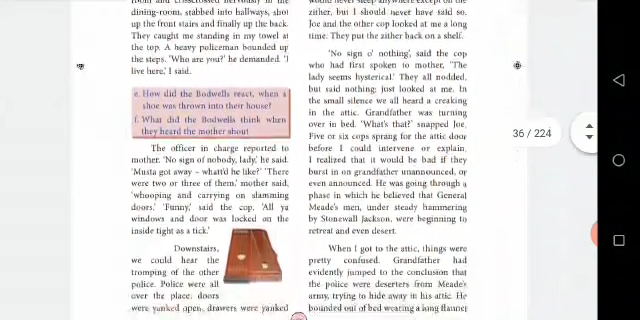 dining-room, stabbed into hallways, shot
up the front stairs and finally up the back.
They caught me standing in my towel at
the top. A heavy policeman bounded up
the steps. 'Who are you?' he demanded. 'I
live here,' I said.
e. How did the Bodwells react, when a
shoe was thrown into their house?
f. What did the Bodwells think when
they heard the mother shout
The officer in charge reported to
mother. 'No sign of nobody, lady,' he said.
'Musta got away – whatt'd he like?' 'There
were two or three of them,' mother said,
'whooping and carrying on slamming
doors.' 'Funny,' said the cop. 'All ya
windows and door was locked on the
inside tight as a tick.'
Downstairs,
we could hear the
tromping of the other
police. Police were all
over the place; doors
were yanked open, drawers were yanked
zither, but I should never have said so.
Joe and the other cop looked at me a long
time. They put the zither back on a shelf.
'No sign o' nothing', said the cop
who had first spoken to mother, 'The
lady seems hysterical.' They all nodded,
but said nothing; just looked at me. In
the small silence we all heard a creaking
in the attic. Grandfather was turning
over in bed. 'What's that?' snapped Joe.
Five or six cops sprang for the attic door
before I could intervene or explain.
I realized that it would be bad if they
burst in on grandfather unannounced, or
even announced. He was going through a
phase in which he believed that General
Meade's men, under steady hammering
by Stonewall Jackson, were beginning to
retreat and even desert.
When I got to the attic, things were
pretty confused. Grandfather had
evidently jumped to the conclusion that
the police were deserters from Meade's
army, trying to hide away in his attic. He
bounded out of bed wearing a long flannel
36 / 224